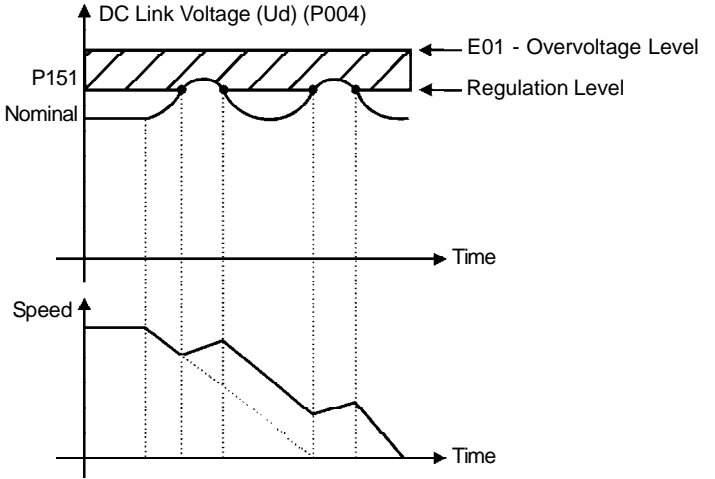 DC Link Voltage (Ud) (P004)
E01 - Overvoltage Level
P151
Regulation Level
Nominal
Time
Speed
Time